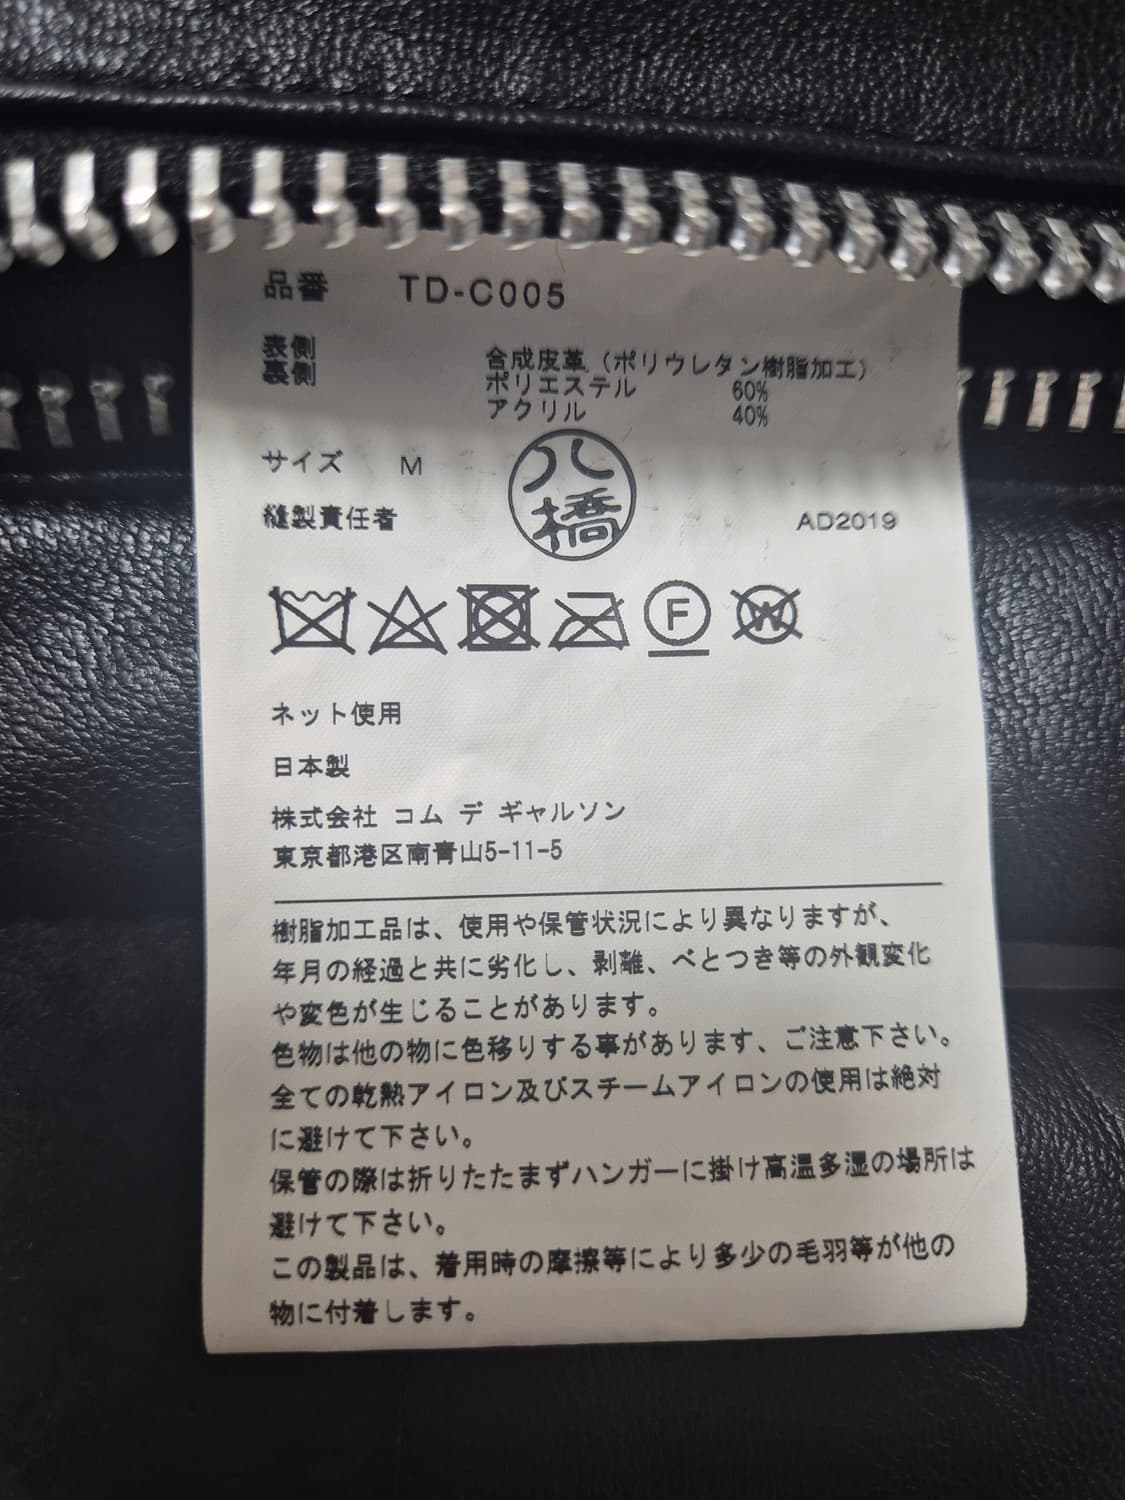 品番 TD-C005
表側 合成皮革 (ポリウレタン樹脂加工)
裏側 ポリエステル 60%
アクリル 40%
サイズ M
八橋
縫製責任者 AD2019
F W
ネット使用
日本製
株式会社 コム デ ギャルソン
東京都港区南青山5-11-5
樹脂加工品は、使用や保管状況により異なりますが、
年月の経過と共に劣化し、剥離、べとつき等の外観変化
や変色が生じることがあります。
色物は他の物に色移りする事があります、ご注意下さい。
全ての乾熱アイロン及びスチームアイロンの使用は絶対
に避けて下さい。
保管の際は折りたたまずハンガーに掛け高温多湿の場所は
避けて下さい。
この製品は、着用時の摩擦等により多少の毛羽等が他の
物に付着します。